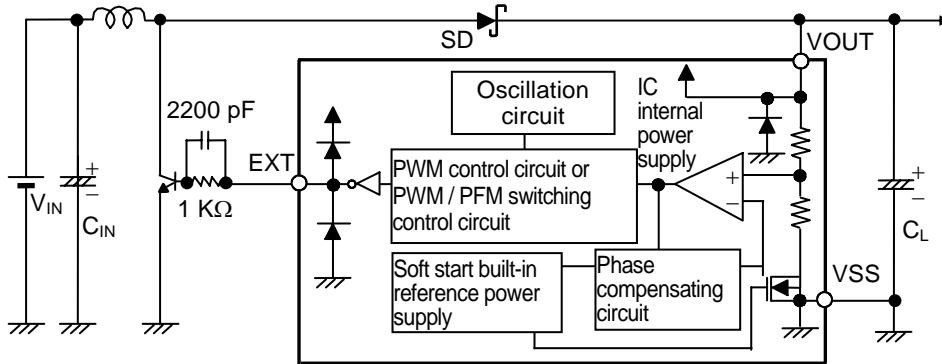 SD
VOUT
Oscillation
circuit
IC
internal
power
supply
2200 pF
EXT
PWM control circuit or
PWM / PFM switching
control circuit
+
−
1 KΩ
VIN
+
−
CIN
+
−
CL
Soft start built-in
reference power
supply
Phase
compensating
circuit
VSS